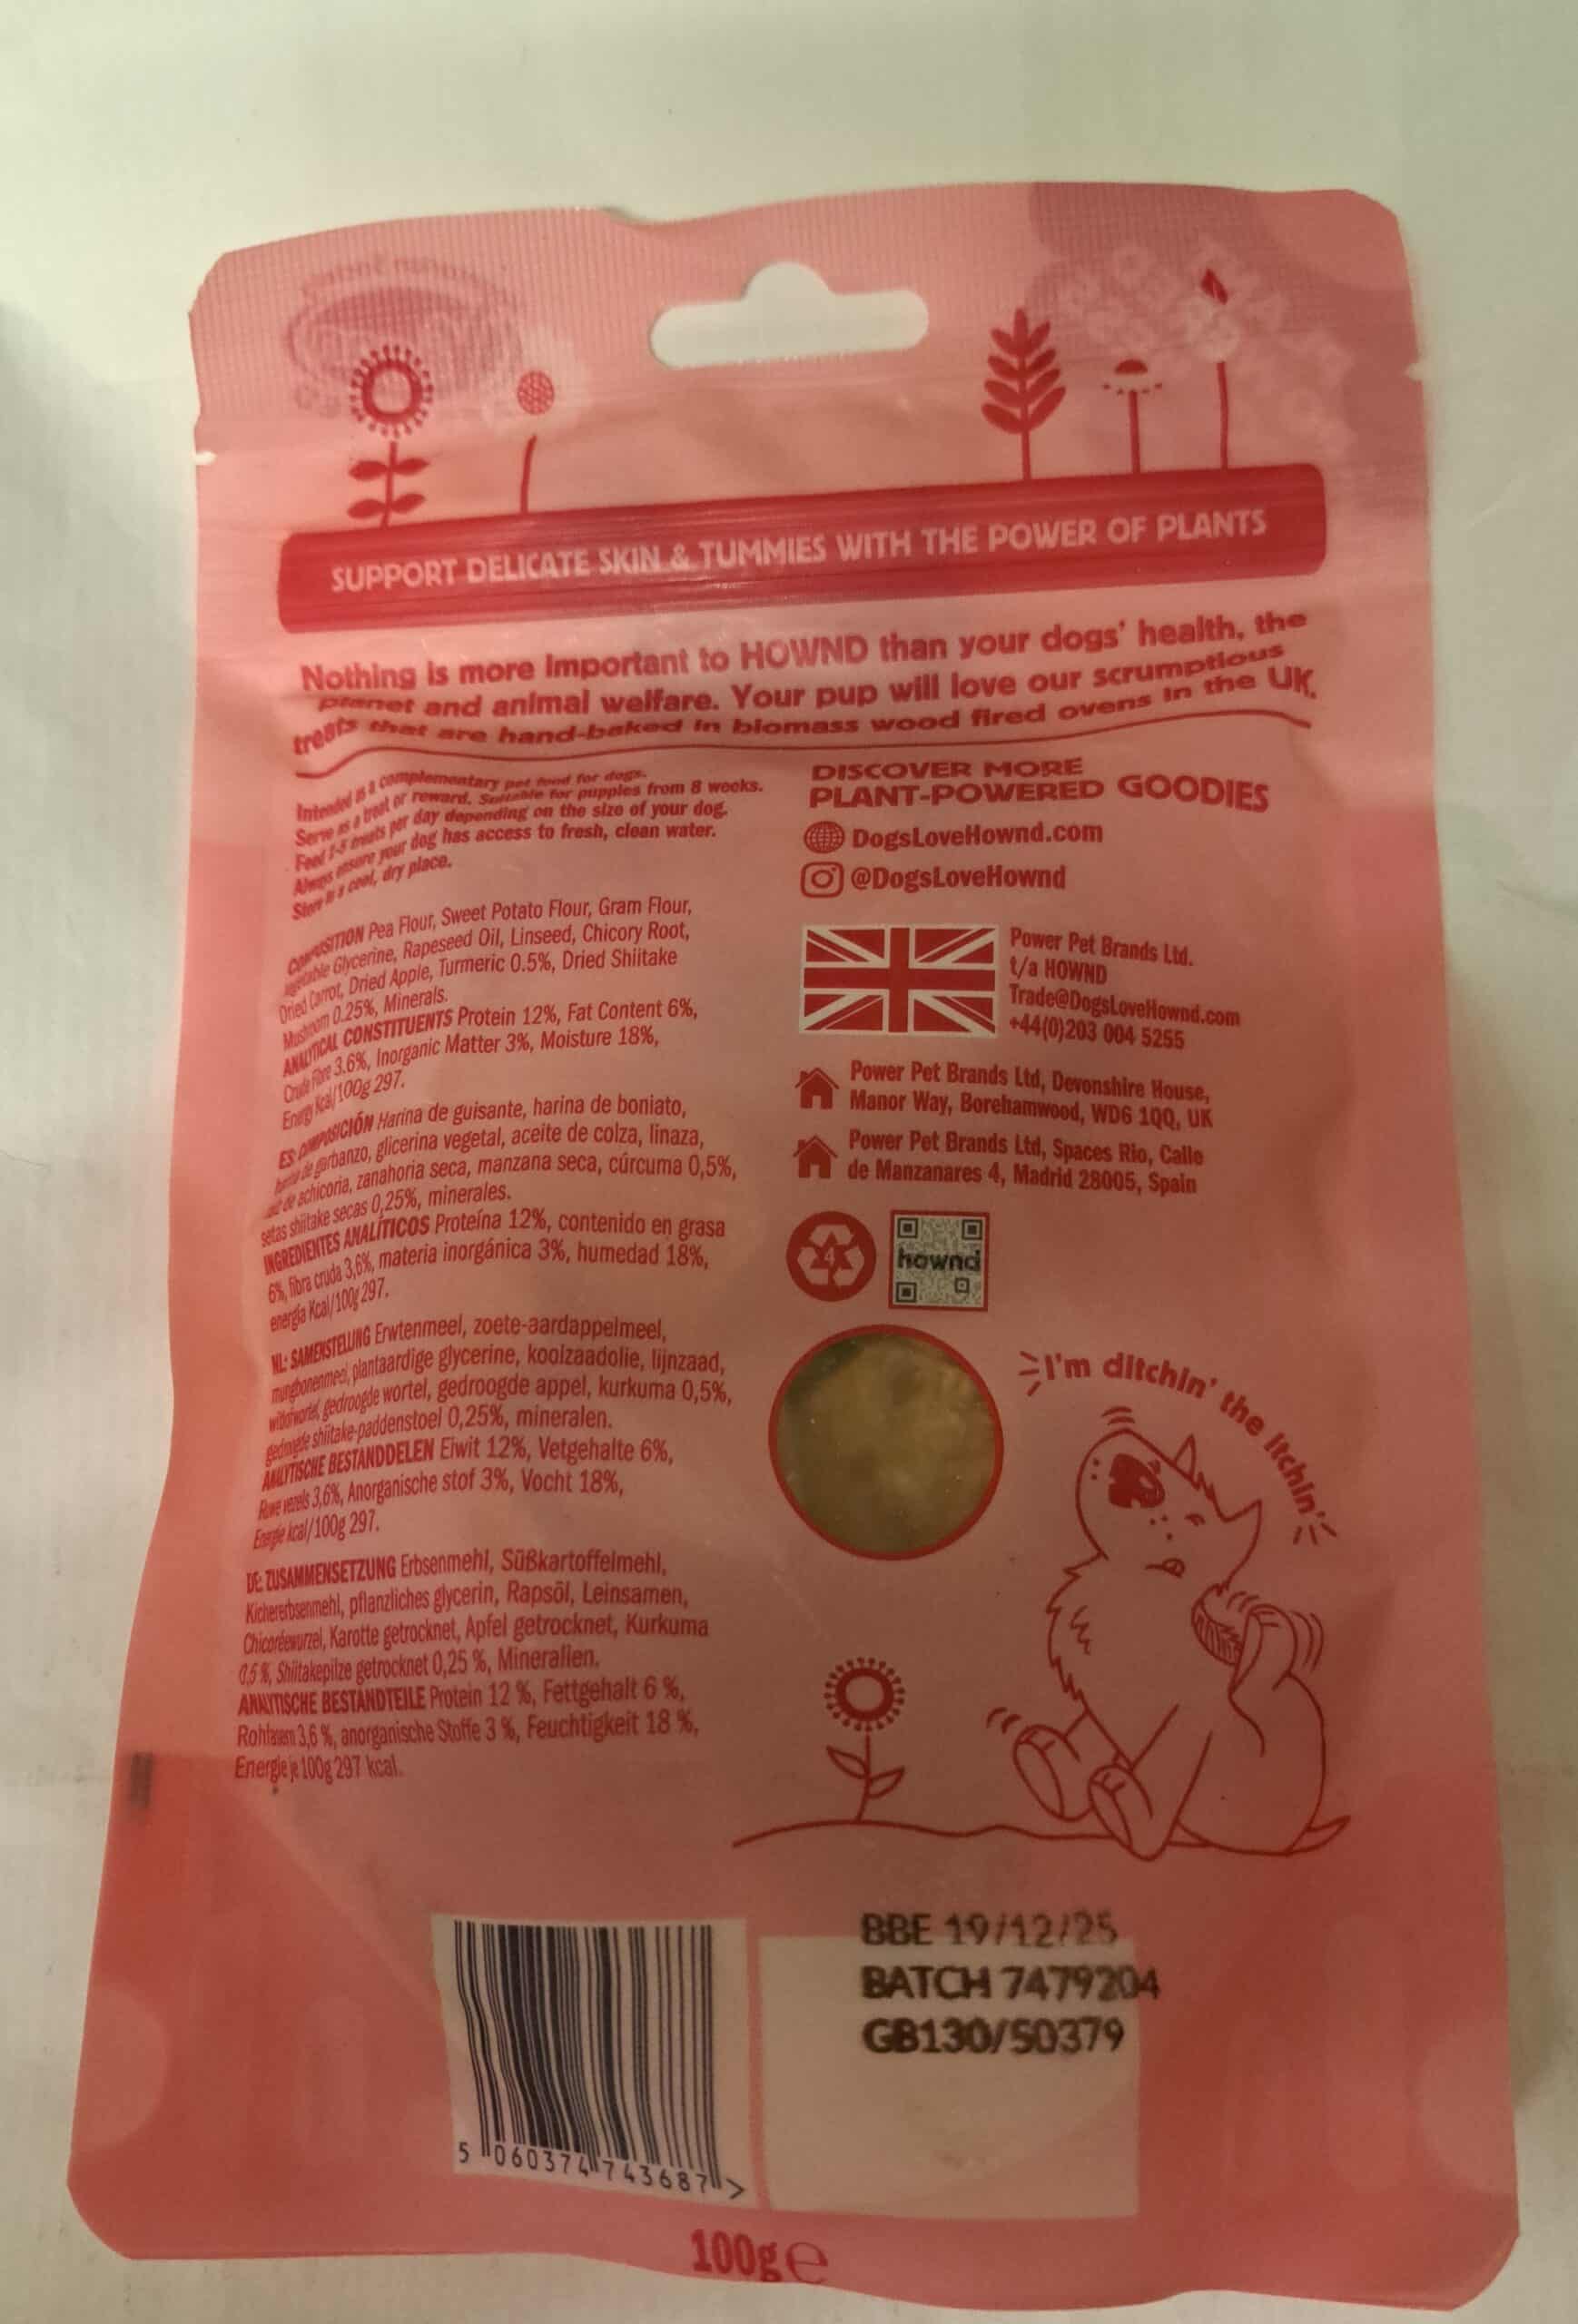 SUPPORT DELICATE SKIN & TUMMIES WITH THE POWER OF PLANTS
Nothing is more important to HOWND than your dogs' health, the
planet and animal welfare. Your pup will love our scrumptious
treats that are hand-baked in biomass wood fired ovens in the UK.
Intended as a complementary pet food for dogs.
Serve as a treat or reward. Suitable for puppies from 8 weeks.
Feed 1-5 treats per day depending on the size of your dog.
Always ensure your dog has access to fresh, clean water.
Store in a cool, dry place.
COMPOSITION Pea Flour, Sweet Potato Flour, Gram Flour,
Vegetable Glycerine, Rapeseed Oil, Linseed, Chicory Root,
Dried Carrot, Dried Apple, Turmeric 0.5%, Dried Shiitake
Mushroom 0.25%, Minerals.
ANALYTICAL CONSTITUENTS Protein 12%, Fat Content 6%,
Crude Fibre 3.6%, Inorganic Matter 3%, Moisture 18%,
Energy Kcal/100g 297.
ES: COMPOSICIÓN Harina de guisante, harina de boniato,
harina de garbanzo, glicerina vegetal, aceite de colza, linaza,
raíz de achicoria, zanahoria seca, manzana seca, cúrcuma 0,5%,
setas shiitake secas 0,25%, minerales.
INGREDIENTES ANALÍTICOS Proteína 12%, contenido en grasa
6%, fibra cruda 3,6%, materia inorgánica 3%, humedad 18%,
energía Kcal/100g 297.
NL: SAMENSTELLING Erwtenmeel, zoete-aardappelmeel,
mungbonenmeel, plantaardige glycerine, koolzaadolie, lijnzaad,
witlofwortel, gedroogde wortel, gedroogde appel, kurkuma 0,5%,
gedroogde shiitake-paddenstoel 0,25%, mineralen.
ANALYTISCHE BESTANDDELEN Eiwit 12%, Vetgehalte 6%,
Ruwe vezels 3,6%, Anorganische stof 3%, Vocht 18%,
Energie kcal/100g 297.
DE: ZUSAMMENSETZUNG Erbsenmehl, Süßkartoffelmehl,
Kichererbsenmehl, pflanzliches glycerin, Rapsöl, Leinsamen,
Chicoréewurzel, Karotte getrocknet, Apfel getrocknet, Kurkuma
0,5 %, Shiitakepilze getrocknet 0,25 %, Mineralien.
ANALYTISCHE BESTANDTEILE Protein 12 %, Fettgehalt 6 %,
Rohfasern 3,6 %, anorganische Stoffe 3 %, Feuchtigkeit 18 %,
Energie je 100g 297 kcal.
DISCOVER MORE
PLANT-POWERED GOODIES
DogsLoveHownd.com
@DogsLoveHownd
Power Pet Brands Ltd.
t/a HOWND
Trade@DogsLoveHownd.com
+44(0)203 004 5255
Power Pet Brands Ltd, Devonshire House,
Manor Way, Borehamwood, WD6 1QQ, UK
Power Pet Brands Ltd, Spaces Rio, Calle
de Manzanares 4, Madrid 28005, Spain
4
hownd
I'm ditchin' the itchin'
BBE 19/12/25
BATCH 7479204
GB130/50379
5 060374 743687 >
100g ℮